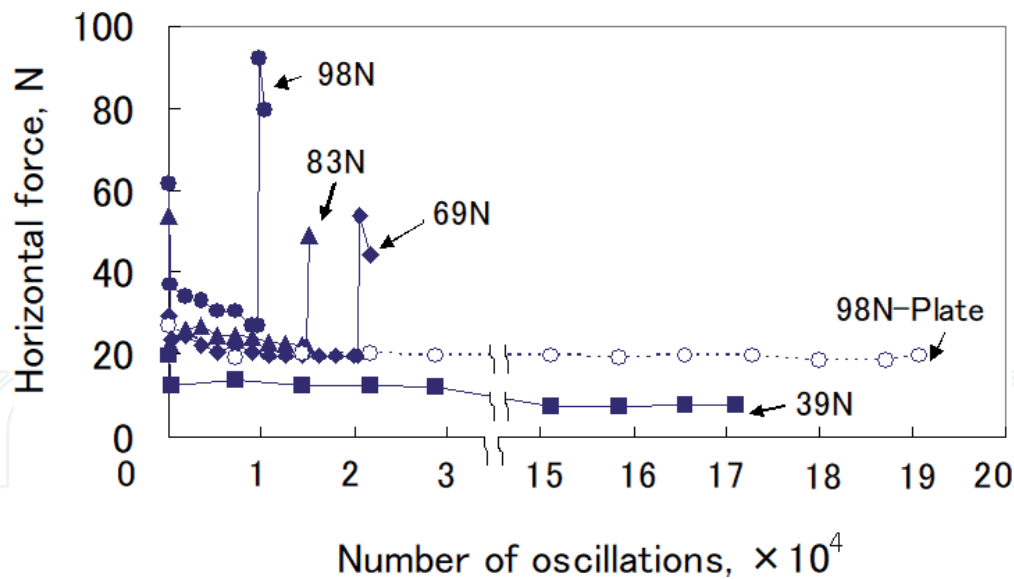 Horizontal force, N
100
80
60
40
20
0
0
1
2
3
15
16
17
18
19
20
Number of oscillations, ×10⁴
98N
83N
69N
98N-Plate
39N